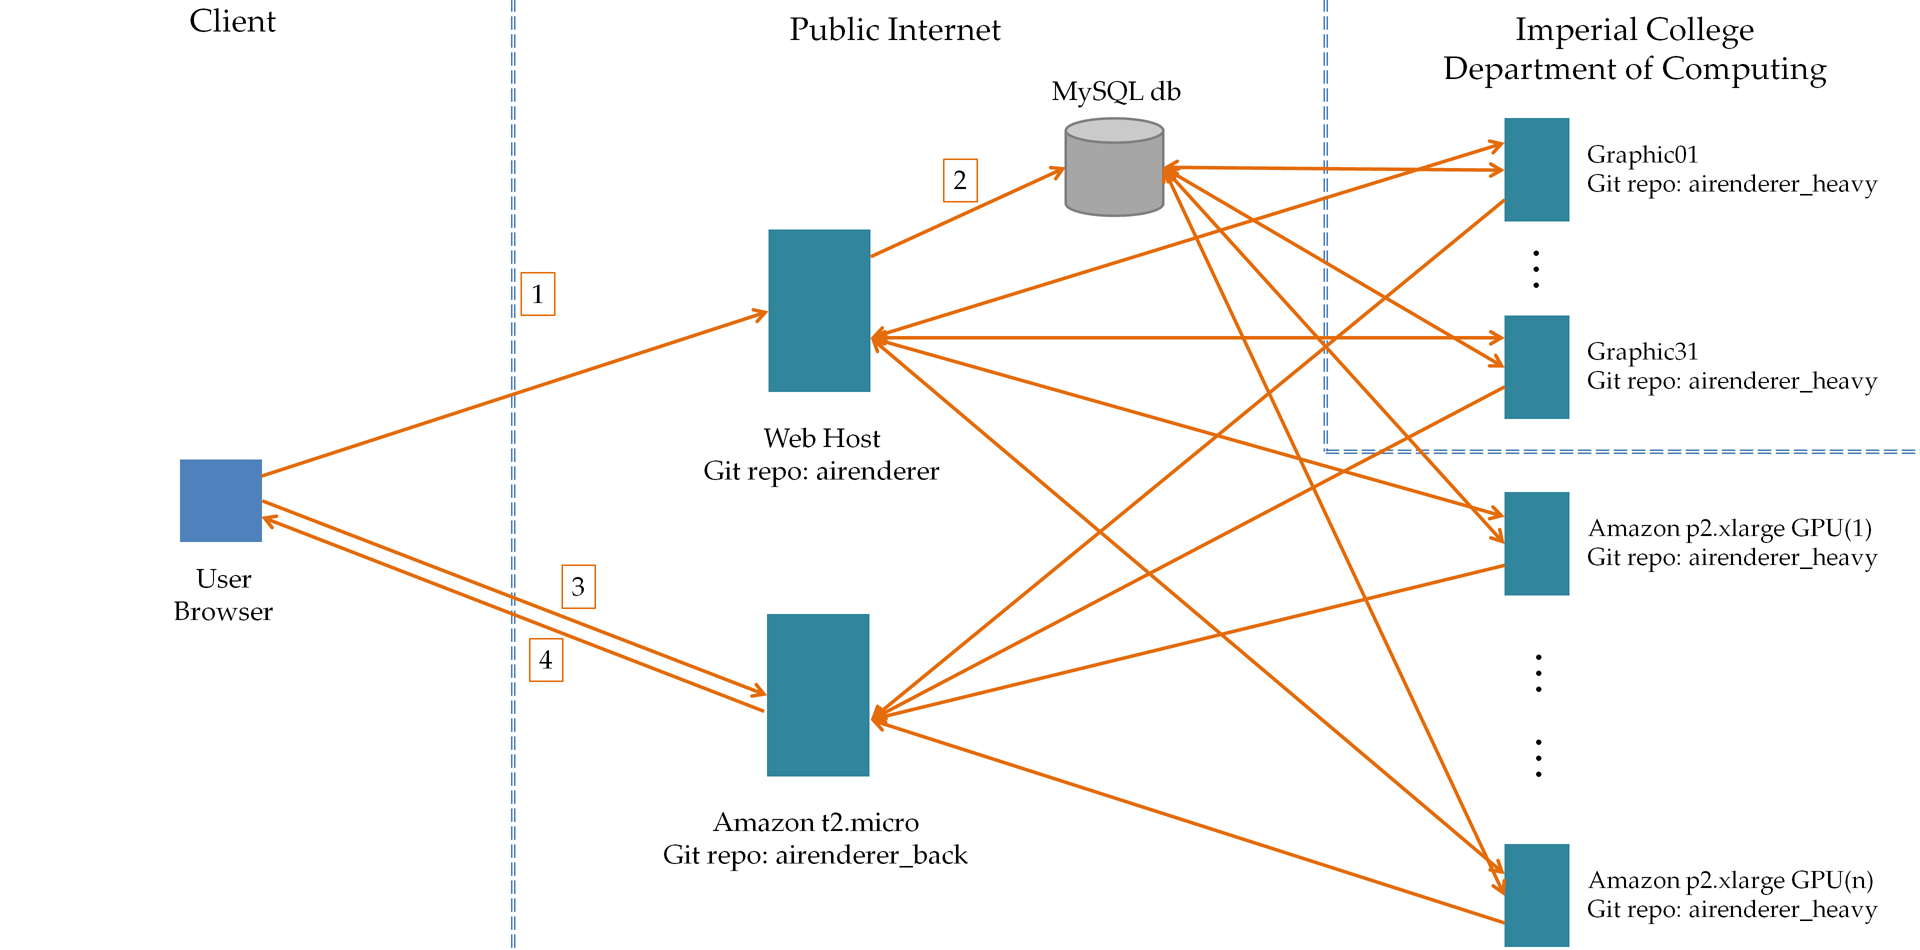 Client
Public Internet
Imperial College
Department of Computing
MySQL db
2
Graphic01
Git repo: airenderer_heavy
1
Graphic31
Git repo: airenderer_heavy
Web Host
Git repo: airenderer
Amazon p2.xlarge GPU(1)
Git repo: airenderer_heavy
User
Browser
3
4
Amazon t2.micro
Git repo: airenderer_back
Amazon p2.xlarge GPU(n)
Git repo: airenderer_heavy